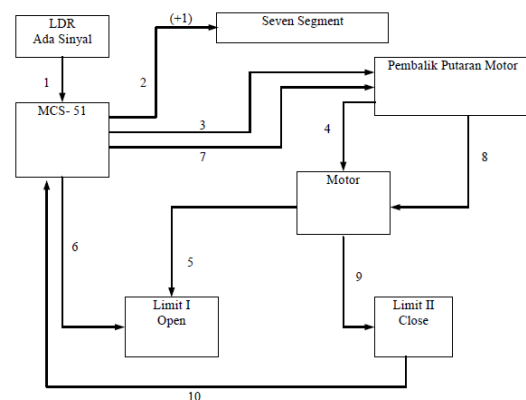 LDR
Ada Sinyal
(+1)
Seven Segment
1
2
Pembalik Putaran Motor
MCS- 51
3
4
7
8
Motor
6
5
9
Limit I
Open
Limit II
Close
10